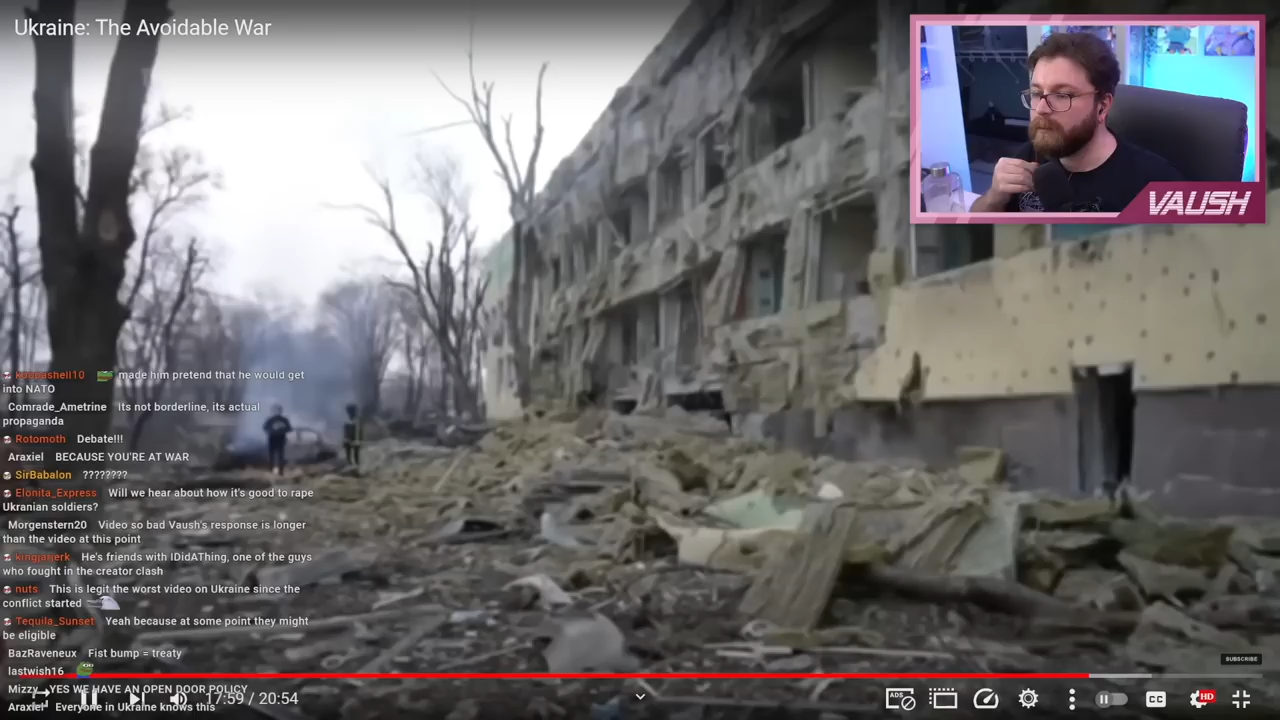 Ukraine: The Avoidable War
VAUSH
koopashell10 made him pretend that he would get
into NATO
Comrade_Ametrine Its not borderline, its actual
propaganda
Rotomoth Debate!!!
Araxiel BECAUSE YOU'RE AT WAR
SirBabalon ????????
Elonita_Express Will we hear about how it's good to rape
Ukranian soldiers?
Morgenstern20 Video so bad Vaush's response is longer
than the video at this point
kingjarjerk He's friends with IDidAThing, one of the guys
who fought in the creator clash
nuts This is legit the worst video on Ukraine since the
conflict started
Tequila_Sunset Yeah because at some point they might
be eligible
BazRaveneux Fist bump = treaty
lastwish16
SUBSCRIBE
Mizzy YES WE HAVE AN OPEN DOOR POLICY
17:59 / 20:54
ADS
CC
HD
Araxiel Everyone in Ukraine knows this